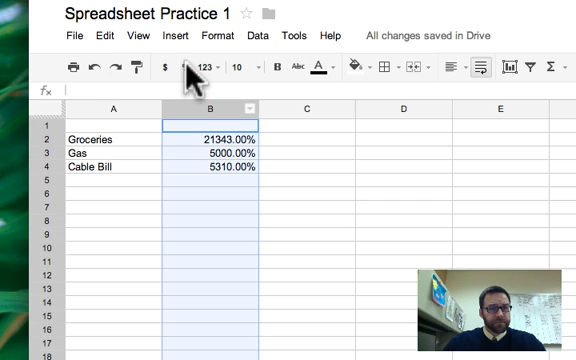 Spreadsheet Practice 1
File Edit View Insert Format Data Tools Help All changes saved in Drive
$ 123 10 B Abc A Σ
fx
A B C D E
1
2 Groceries 21343.00%
3 Gas 5000.00%
4 Cable Bill 5310.00%
5
6
7
8
9
10
11
12
13
14
15
16
17
18